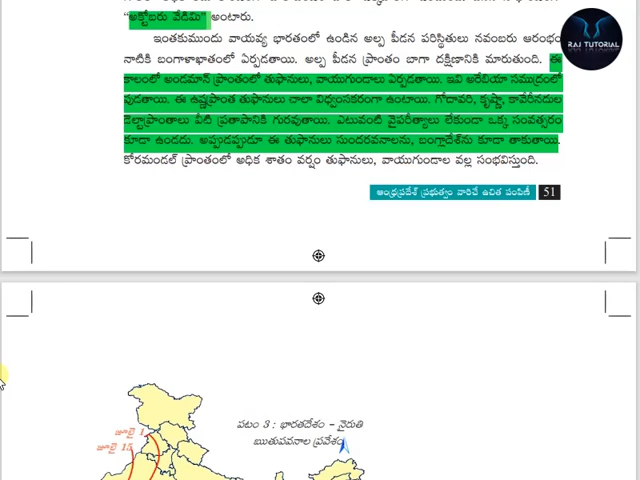 "అక్టోబరు వేడిమి" అంటారు.
ఇంతకుముందు వాయవ్య భారతంలో ఉండిన అల్ప పీడన పరిస్థితులు నవంబరు ఆరంభం
నాటికి బంగాళాఖాతంలో ఏర్పడతాయి. అల్ప పీడన ప్రాంతం బాగా దక్షిణానికి మారుతుంది. ఈ
కాలంలో అండమాన్ ప్రాంతంలో తుఫానులు, వాయుగుండాలు ఏర్పడతాయి. ఇవి అరేబియా సముద్రంలో
పుడతాయి. ఈ ఉష్ణప్రాంత తుఫానులు చాలా విధ్వంసకరంగా ఉంటాయి. గోదావరి, కృష్ణా, కావేరీనదుల
డెల్టాప్రాంతాలు వీటి ప్రతాపానికి గురవుతాయి. ఎటువంటి వైపరీత్యాలు లేకుండా ఒక్క సంవత్సరం
కూడా ఉండదు. అప్పుడప్పుడూ ఈ తుఫానులు సుందరవనాలను, బంగ్లాదేశ్‌ను కూడా తాకుతాయి.
కోరమండల్ ప్రాంతంలో అధిక శాతం వర్షం తుఫానులు, వాయుగుండాల వల్ల సంభవిస్తుంది.
ఆంధ్రప్రదేశ్ ప్రభుత్వం వారిచే ఉచిత పంపిణీ 51
RAJ TUTORIAL
పటం 3 : భారతదేశం - నైరుతి
ఋతుపవనాల ప్రవేశం
జూలై 1
జూలై 15